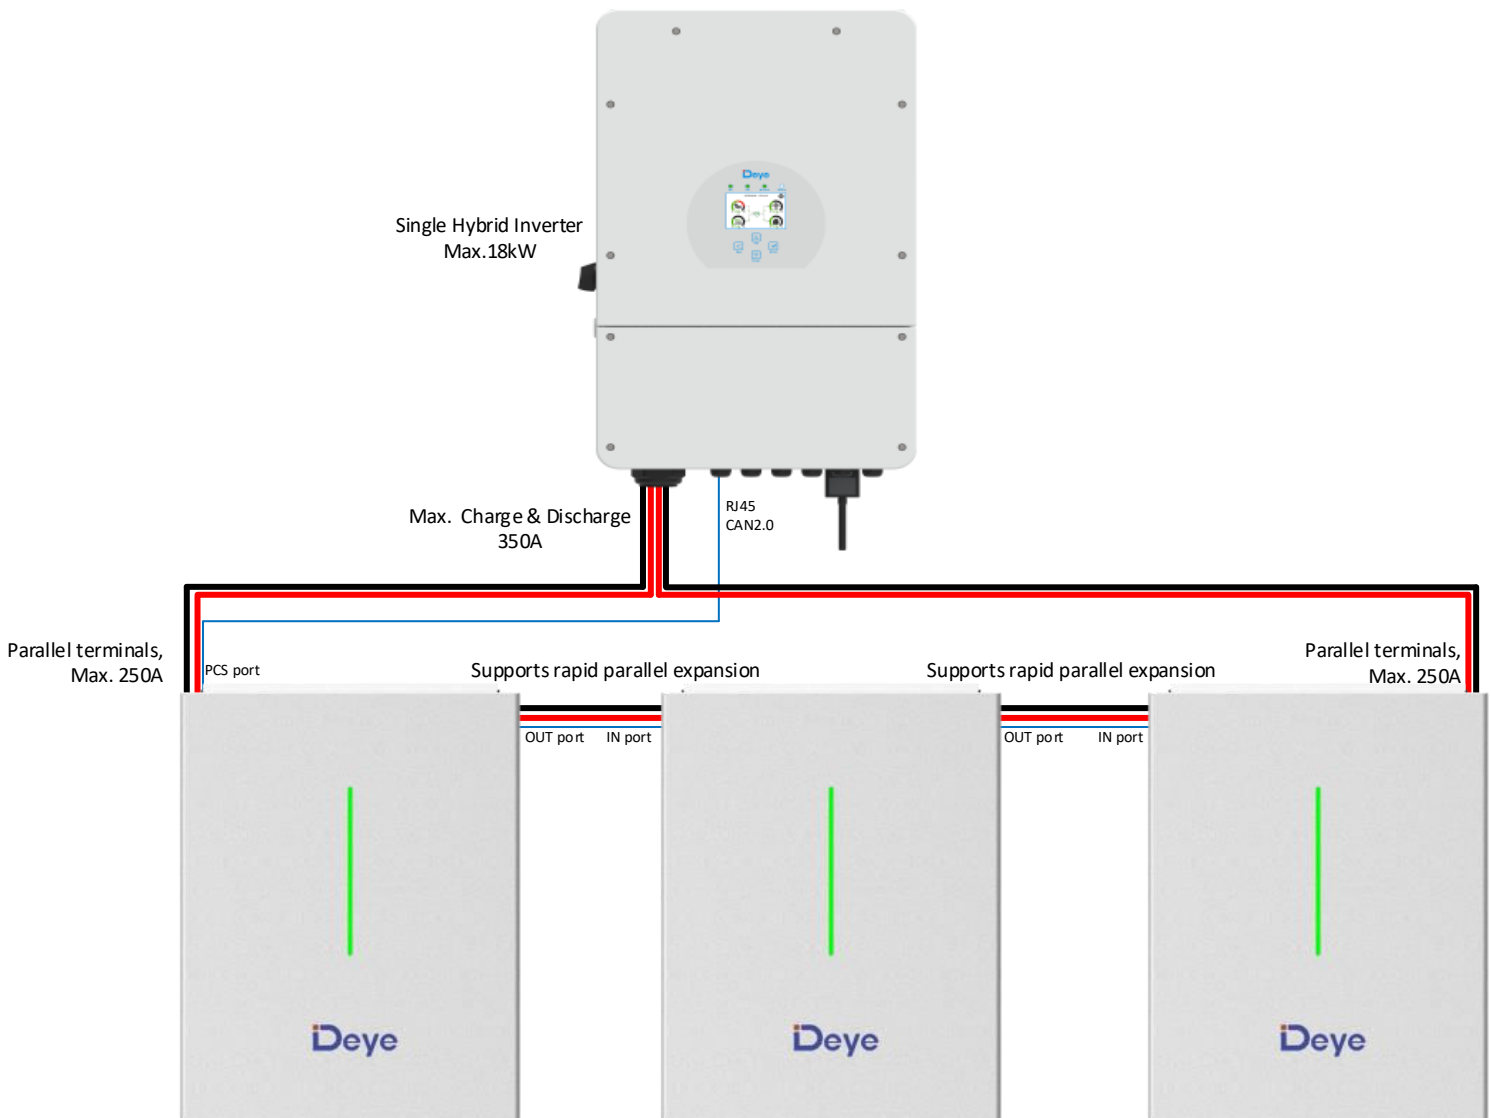 Deye
Single Hybrid Inverter
Max.18kW
Max. Charge & Discharge
350A
RJ45
CAN2.0
Parallel terminals,
Max. 250A
PCS port
Supports rapid parallel expansion
Supports rapid parallel expansion
Parallel terminals,
Max. 250A
OUT port
IN port
OUT port
IN port
Deye
Deye
Deye